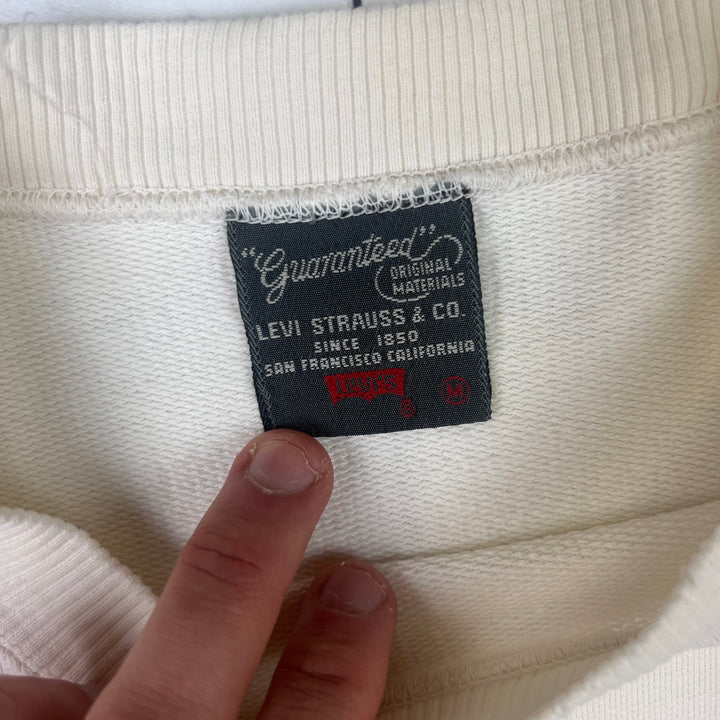 "Guaranteed"
ORIGINAL
MATERIALS
LEVI STRAUSS & CO.
SINCE 1850
SAN FRANCISCO CALIFORNIA
LEVI'S ®
M